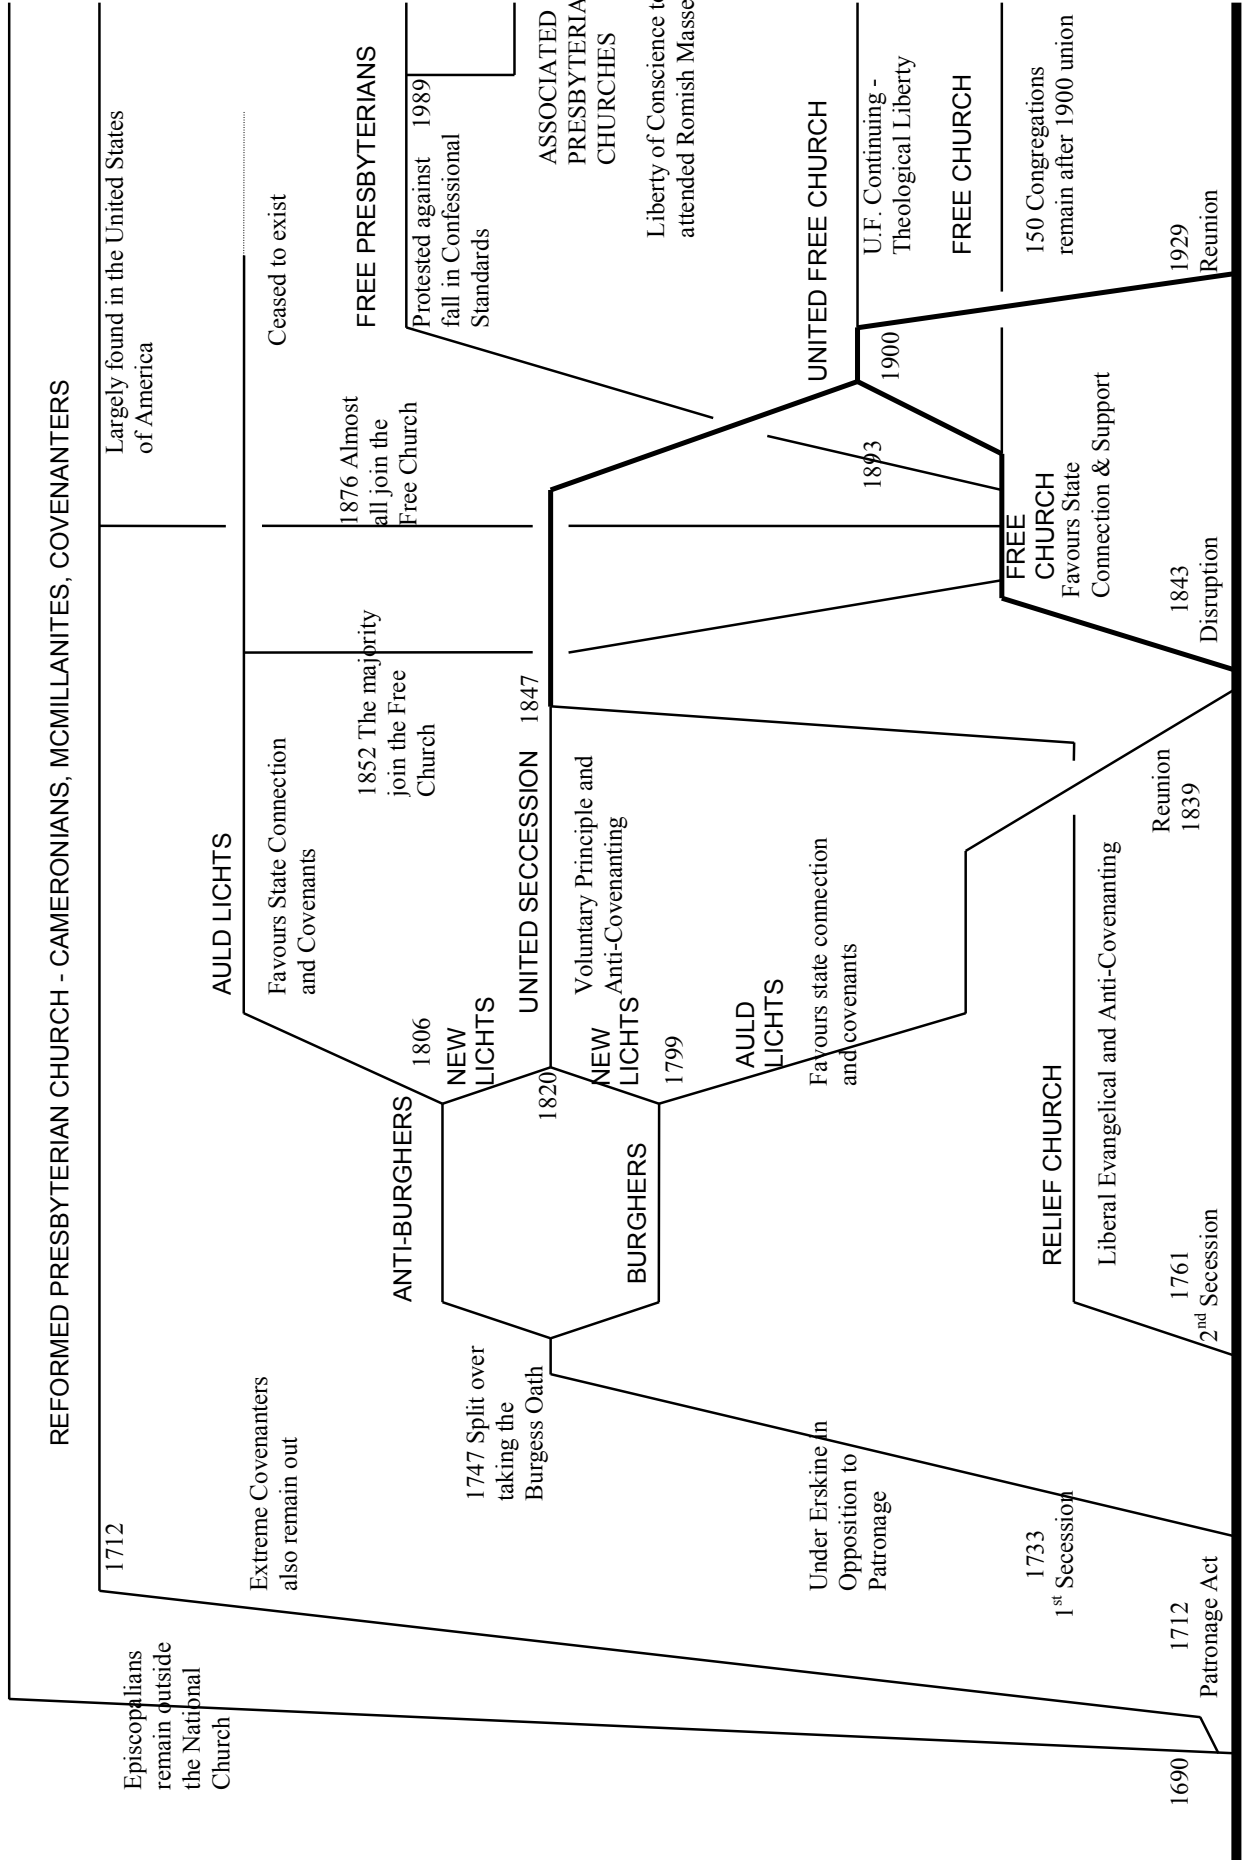 REFORMED PRESBYTERIAN CHURCH - CAMERONIANS, MCMILLANITES, COVENANTERS
Episcopalians
remain outside
the National
Church
1712
Largely found in the United States
of America
Extreme Covenanters
also remain out
AULD LICHTS
Favours State Connection
and Covenants
Ceased to exist
1852 The majority
join the Free
Church
1876 Almost
all join the
Free Church
FREE PRESBYTERIANS
Protested against
fall in Confessional
Standards
1989
ANTI-BURGHERS
1806
NEW
LICHTS
1747 Split over
taking the
Burgess Oath
1820
UNITED SECCESSION
1847
Voluntary Principle and
Anti-Covenanting
ASSOCIATED
PRESBYTERIA
CHURCHES
NEW
LICHTS
BURGHERS
1799
Liberty of Conscience to
attended Romish Masse
AULD
LICHTS
Favours state connection
and covenants
Under Erskine in
Opposition to
Patronage
UNITED FREE CHURCH
U.F. Continuing -
Theological Liberty
1893
1900
FREE CHURCH
150 Congregations
remain after 1900 union
FREE
CHURCH
Favours State
Connection & Support
RELIEF CHURCH
Liberal Evangelical and Anti-Covenanting
1733
1st Secession
1690
1712
Patronage Act
1761
2nd Secession
Reunion
1839
1843
Disruption
1929
Reunion